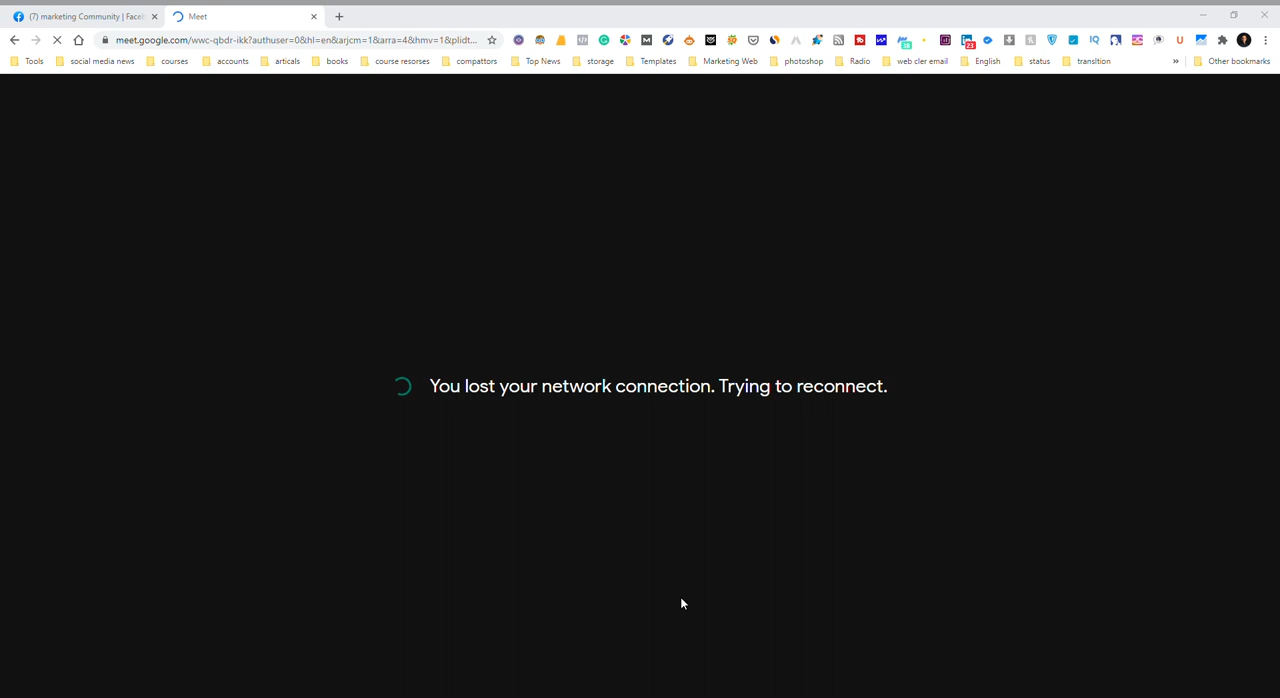 (7) marketing Community | Faceb
Meet
meet.google.com/wwc-qbdr-ikk?authuser=0&hl=en&arjcm=1&arra=4&hmv=1&plidt...
Tools
social media news
courses
accounts
articals
books
course resorses
compattors
Top News
storage
Templates
Marketing Web
photoshop
Radio
web cler email
English
status
transltion
»
Other bookmarks
You lost your network connection. Trying to reconnect.